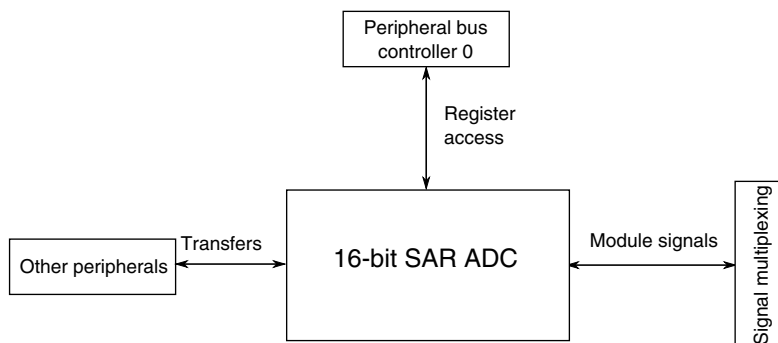 Peripheral bus
controller 0
Register
access
Signal multiplexing
Transfers
Module signals
16-bit SAR ADC
Other peripherals